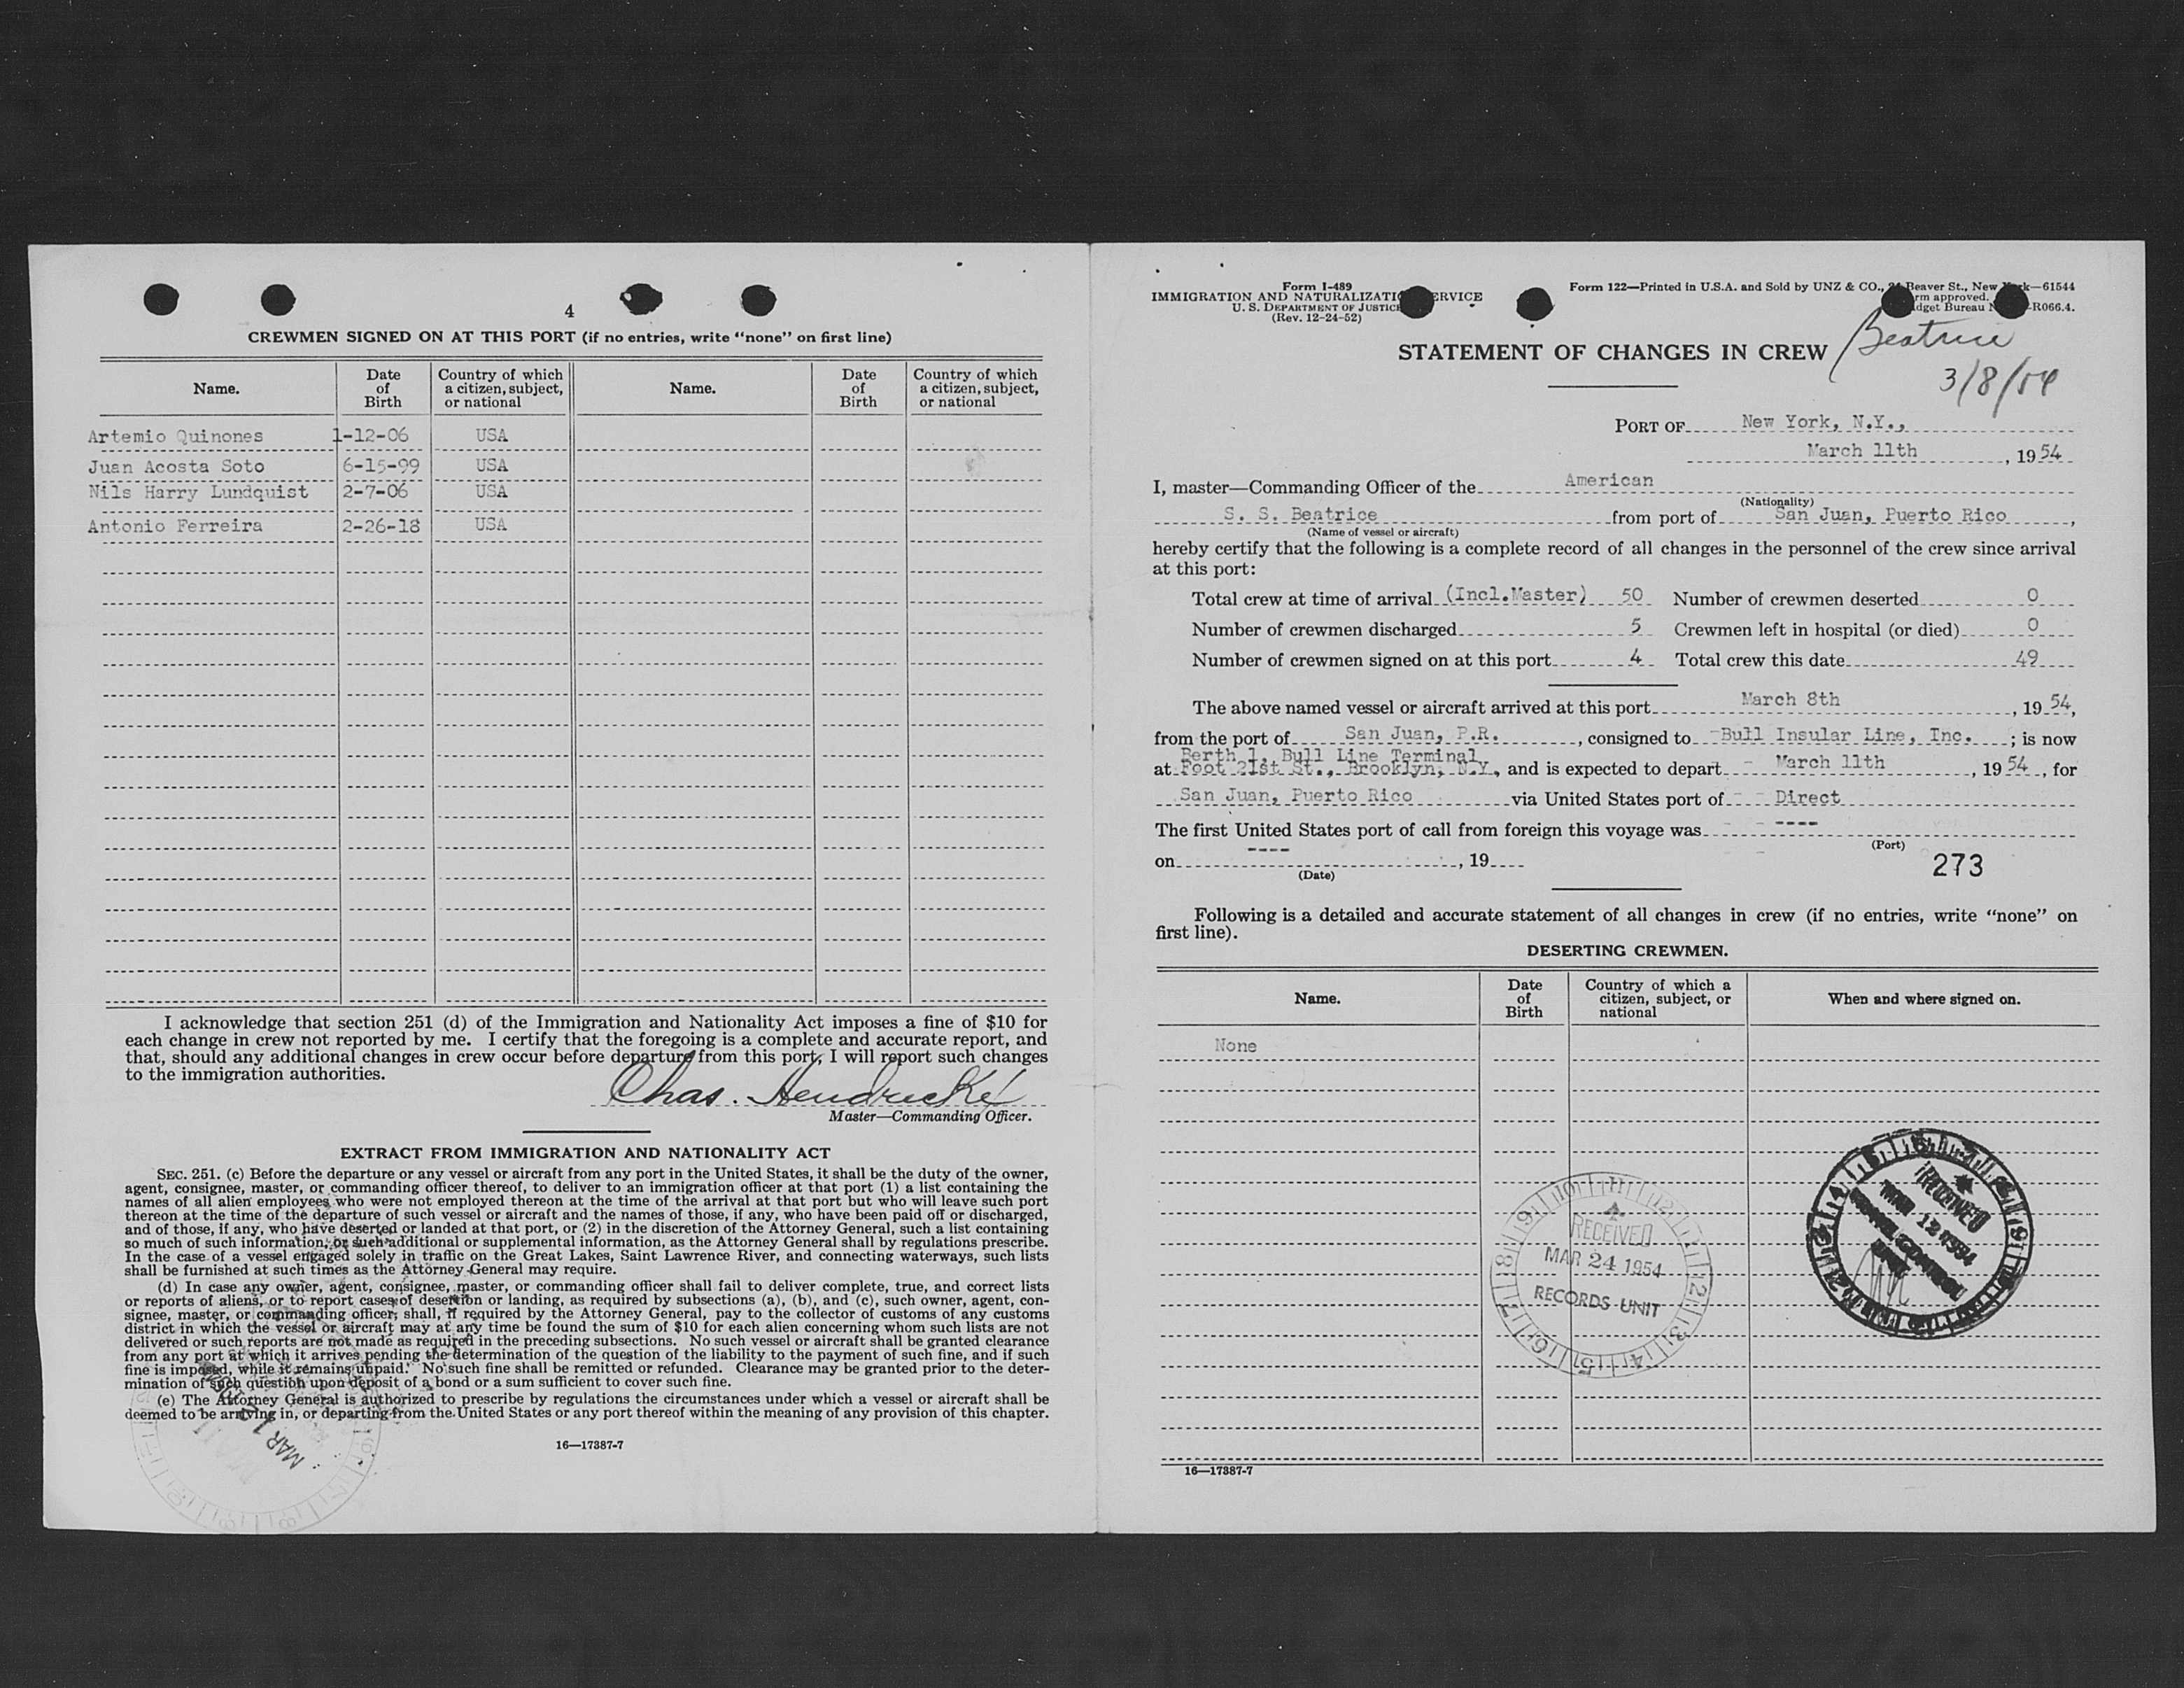 4
CREWMEN SIGNED ON AT THIS PORT (if no entries, write “none” on first line)
Name. Date of Birth Country of which a citizen, subject, or national Name. Date of Birth Country of which a citizen, subject, or national
Artemio Quinones 1-12-06 USA
Juan Acosta Soto 6-15-99 USA
Nils Harry Lundquist 2-7-06 USA
Antonio Ferreira 2-26-18 USA
I acknowledge that section 251 (d) of the Immigration and Nationality Act imposes a fine of $10 for
each change in crew not reported by me. I certify that the foregoing is a complete and accurate report, and
that, should any additional changes in crew occur before departure from this port, I will report such changes
to the immigration authorities.
Chas. Hendricks
Master—Commanding Officer.
EXTRACT FROM IMMIGRATION AND NATIONALITY ACT
SEC. 251. (c) Before the departure or any vessel or aircraft from any port in the United States, it shall be the duty of the owner,
agent, consignee, master, or commanding officer thereof, to deliver to an immigration officer at that port (1) a list containing the
names of all alien employees who were not employed thereon at the time of the arrival at that port but who will leave such port
thereon at the time of the departure of such vessel or aircraft and the names of those, if any, who have been paid off or discharged,
and of those, if any, who have deserted or landed at that port, or (2) in the discretion of the Attorney General, such a list containing
so much of such information, or such additional or supplemental information, as the Attorney General shall by regulations prescribe.
In the case of a vessel engaged solely in traffic on the Great Lakes, Saint Lawrence River, and connecting waterways, such lists
shall be furnished at such times as the Attorney General may require.
(d) In case any owner, agent, consignee, master, or commanding officer shall fail to deliver complete, true, and correct lists
or reports of aliens, or to report cases of desertion or landing, as required by subsections (a), (b), and (c), such owner, agent, con-
signee, master, or commanding officer, shall, if required by the Attorney General, pay to the collector of customs of any customs
district in which the vessel or aircraft may at any time be found the sum of $10 for each alien concerning whom such lists are not
delivered or such reports are not made as required in the preceding subsections. No such vessel or aircraft shall be granted clearance
from any port at which it arrives pending the determination of the question of the liability to the payment of such fine, and if such
fine is imposed, while it remains unpaid. No such fine shall be remitted or refunded. Clearance may be granted prior to the deter-
mination of such question upon deposit of a bond or a sum sufficient to cover such fine.
(e) The Attorney General is authorized to prescribe by regulations the circumstances under which a vessel or aircraft shall be
deemed to be arriving in, or departing from the United States or any port thereof within the meaning of any provision of this chapter.
MAR 1
16—17387-7
Form I-489
IMMIGRATION AND NATURALIZATI ERVICE
U. S. DEPARTMENT OF JUSTICE
(Rev. 12-24-52)
Form 122—Printed in U.S.A. and Sold by UNZ & CO., Beaver St., New k—61544
rm approved.
dget Bureau -R066.4.
STATEMENT OF CHANGES IN CREW
Beatrice
3/8/54
PORT OF New York, N.Y.,
March 11th , 19 54
I, master—Commanding Officer of the American
(Nationality)
S. S. Beatrice from port of San Juan, Puerto Rico ,
(Name of vessel or aircraft)
hereby certify that the following is a complete record of all changes in the personnel of the crew since arrival
at this port:
Total crew at time of arrival (Incl.Master) 50 Number of crewmen deserted 0
Number of crewmen discharged 5 Crewmen left in hospital (or died) 0
Number of crewmen signed on at this port 4 Total crew this date 49
The above named vessel or aircraft arrived at this port March 8th , 19 54,
from the port of San Juan, P.R. , consigned to Bull Insular Line, Inc. ; is now
Berth 1, Bull Line Terminal
at Foot 21st St., Brooklyn, N.Y., and is expected to depart - March 11th , 19 54 , for
San Juan, Puerto Rico via United States port of - - Direct
The first United States port of call from foreign this voyage was - - ----
(Port)
on ---- , 19
(Date)
273
Following is a detailed and accurate statement of all changes in crew (if no entries, write “none” on
first line).
DESERTING CREWMEN.
Name. Date of Birth Country of which a citizen, subject, or national When and where signed on.
None
RECEIVED
MAR 24 1954
RECORDS UNIT
RECEIVED
MAR 12 1954
16—17387-7